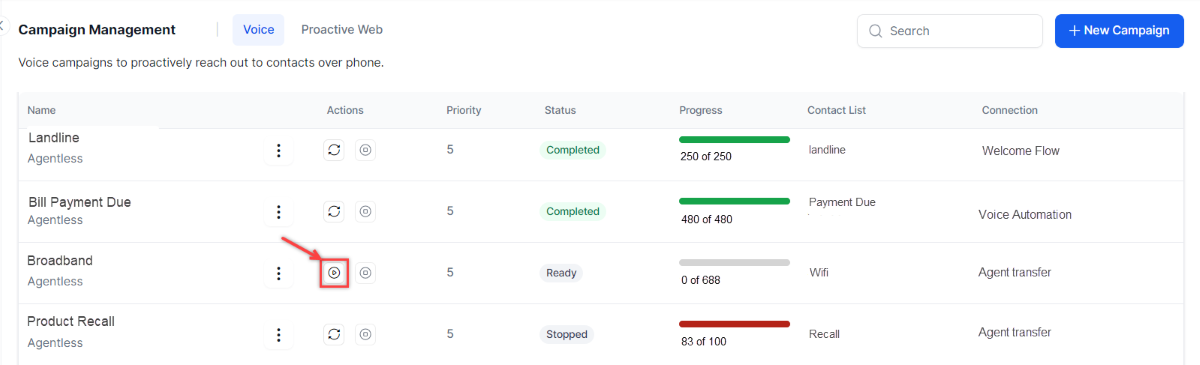 Campaign Management
Voice
Proactive Web
Search
+ New Campaign
Voice campaigns to proactively reach out to contacts over phone.
Name Actions Priority Status Progress Contact List Connection
Landline
Agentless
5
Completed
250 of 250
landline
Welcome Flow
Bill Payment Due
Agentless
5
Completed
480 of 480
Payment Due
Voice Automation
Broadband
Agentless
5
Ready
0 of 688
Wifi
Agent transfer
Product Recall
Agentless
5
Stopped
83 of 100
Recall
Agent transfer